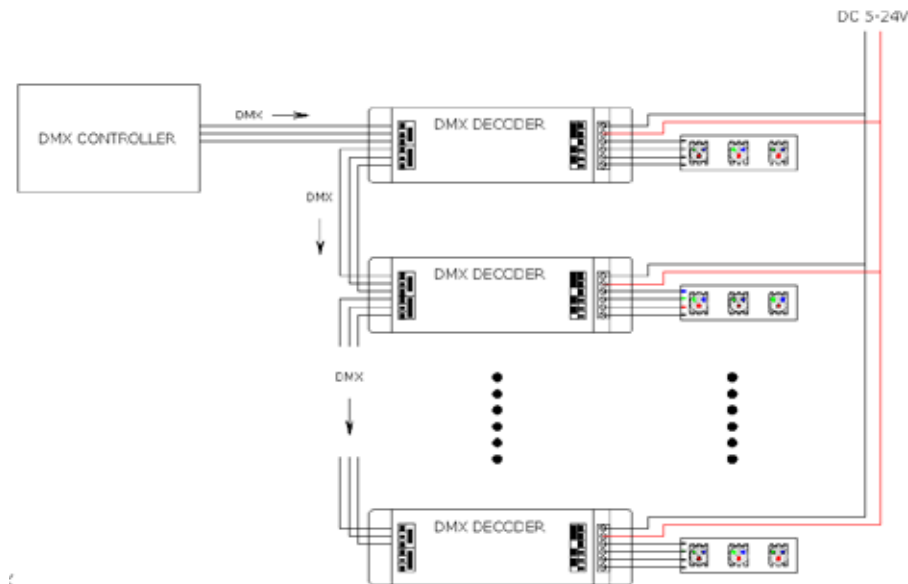 DC 5-24V
DMX
DMX DECODER
DMX CONTROLLER
DMX
DMX DECODER
DMX
DMX DECODER